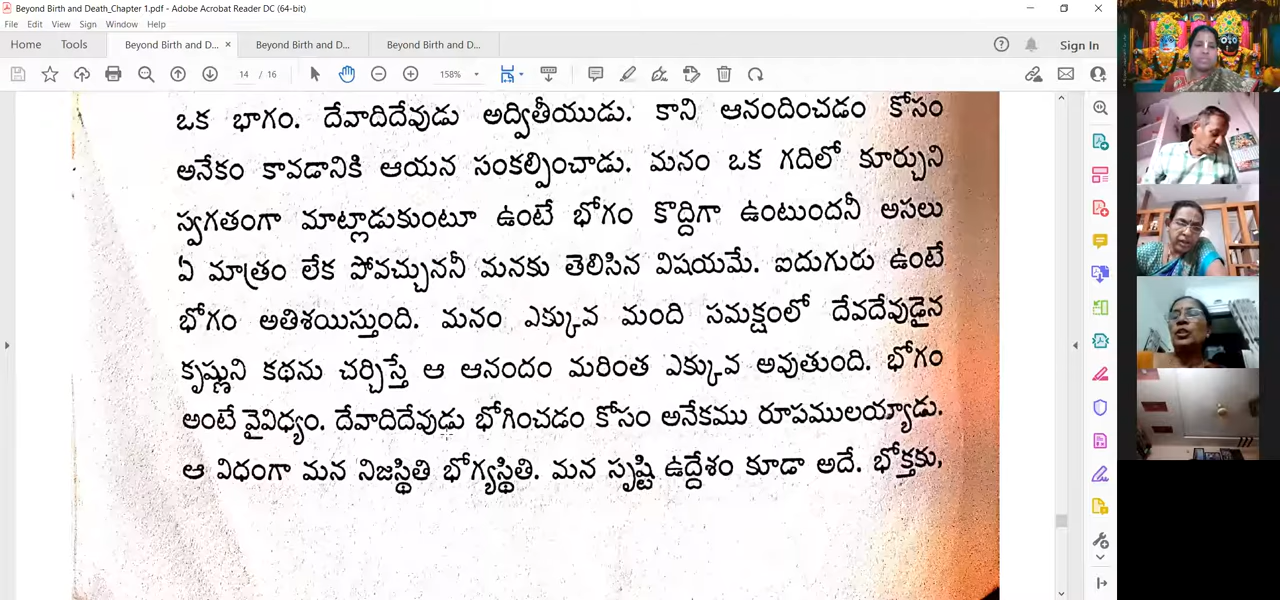 Beyond Birth and Death_Chapter 1.pdf - Adobe Acrobat Reader DC (64-bit)
File Edit View Sign Window Help
Home Tools Beyond Birth and D... × Beyond Birth and D... Beyond Birth and D... Sign In
14 / 16 158%
ఒక భాగం. దేవాదిదేవుడు అద్వితీయుడు. కాని ఆనందించడం కోసం
అనేకం కావడానికి ఆయన సంకల్పించాడు. మనం ఒక గదిలో కూర్చుని
స్వగతంగా మాట్లాడుకుంటూ ఉంటే భోగం కొద్దిగా ఉంటుందనీ అసలు
ఏ మాత్రం లేక పోవచ్చుననీ మనకు తెలిసిన విషయమే. ఐదుగురు ఉంటే
భోగం అతిశయిస్తుంది. మనం ఎక్కువ మంది సమక్షంలో దేవదేవుడైన
కృష్ణుని కథను చర్చిస్తే ఆ ఆనందం మరింత ఎక్కువ అవుతుంది. భోగం
అంటే వైవిధ్యం. దేవాదిదేవుడు భోగించడం కోసం అనేకము రూపములయ్యాడు.
ఆ విధంగా మన నిజస్థితి భోగ్యస్థితి. మన సృష్టి ఉద్దేశం కూడా అదే. భోక్తకు,